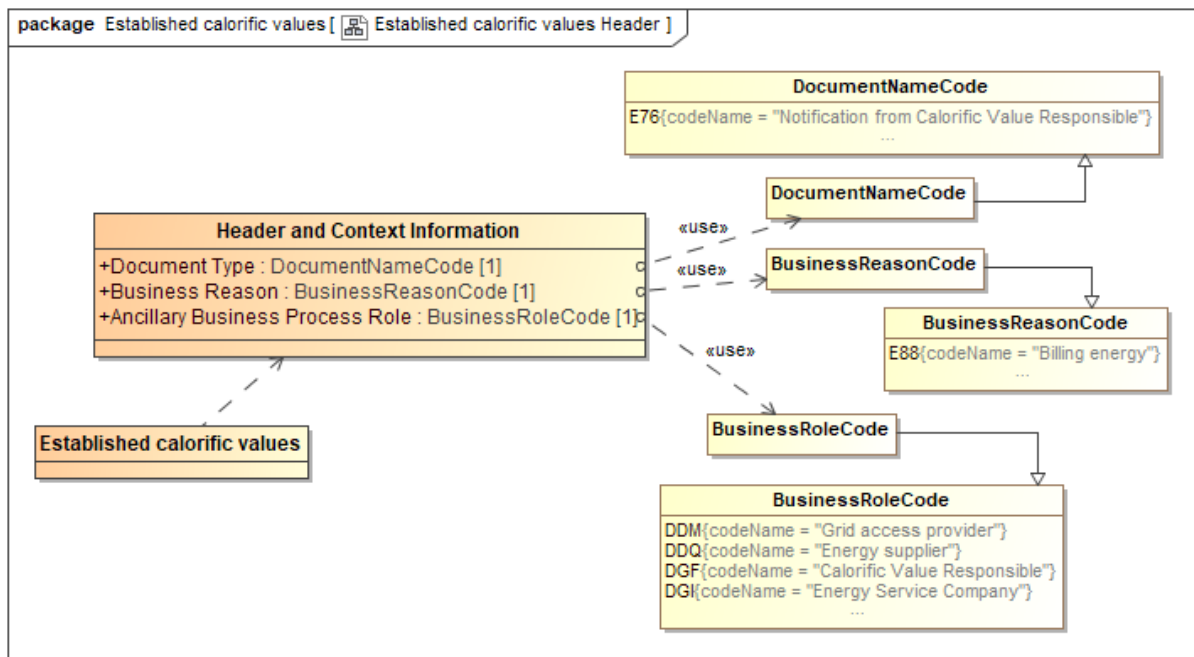 package Established calorific values [ Established calorific values Header ]
DocumentNameCode
E76{codeName = "Notification from Calorific Value Responsible"}
...
DocumentNameCode
Header and Context Information
+Document Type : DocumentNameCode [1]
+Business Reason : BusinessReasonCode [1]
+Ancillary Business Process Role : BusinessRoleCode [1]
«use»
«use»
«use»
BusinessReasonCode
BusinessReasonCode
E88{codeName = "Billing energy"}
...
Established calorific values
BusinessRoleCode
BusinessRoleCode
DDM{codeName = "Grid access provider"}
DDQ{codeName = "Energy supplier"}
DGF{codeName = "Calorific Value Responsible"}
DGI{codeName = "Energy Service Company"}
...